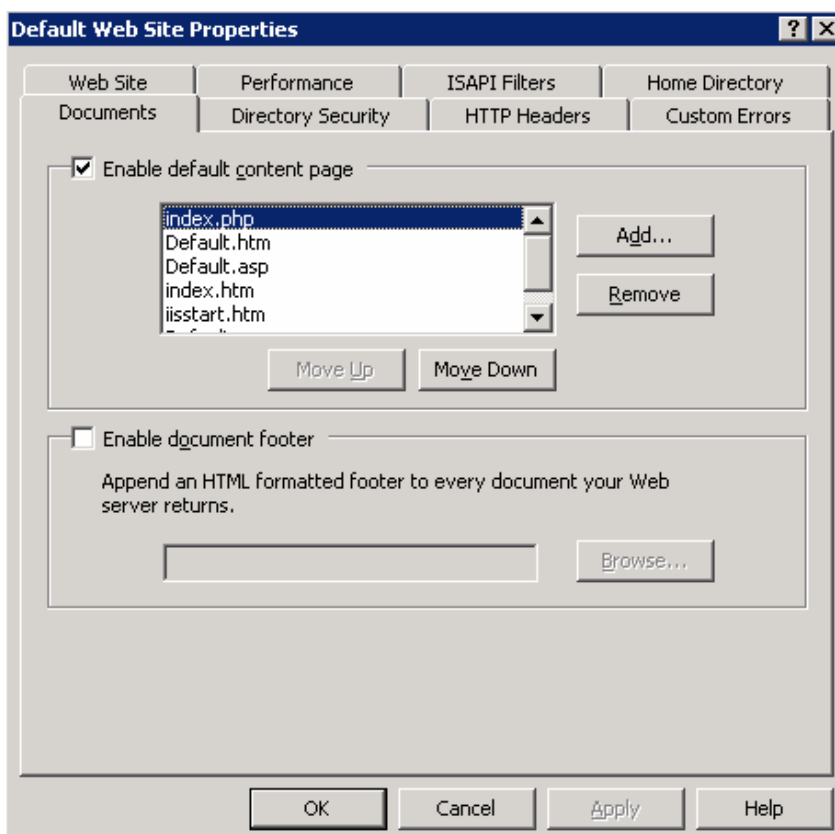 Default Web Site Properties
Web Site Performance ISAPI Filters Home Directory
Documents Directory Security HTTP Headers Custom Errors
Enable default content page
index.php
Default.htm
Default.asp
index.htm
iisstart.htm
Add...
Remove
Move Up Move Down
Enable document footer
Append an HTML formatted footer to every document your Web
server returns.
Browse...
OK Cancel Apply Help